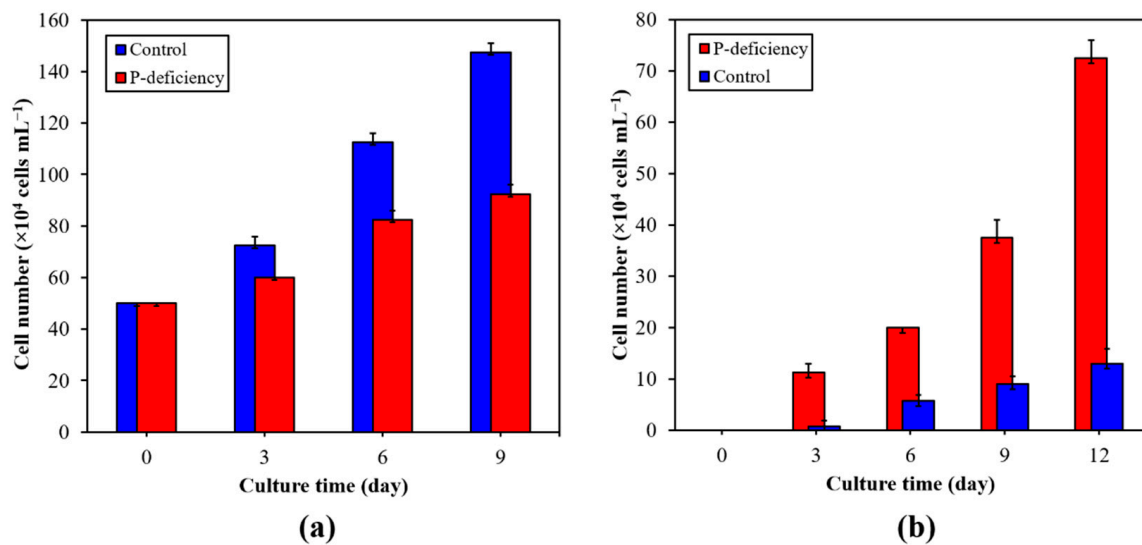 160
140
120
100
80
60
40
20
0
Cell number (×10⁴ cells mL⁻¹)
Control
P-deficiency
0 3 6 9
Culture time (day)
(a)
80
70
60
50
40
30
20
10
0
Cell number (×10⁴ cells mL⁻¹)
P-deficiency
Control
0 3 6 9 12
Culture time (day)
(b)